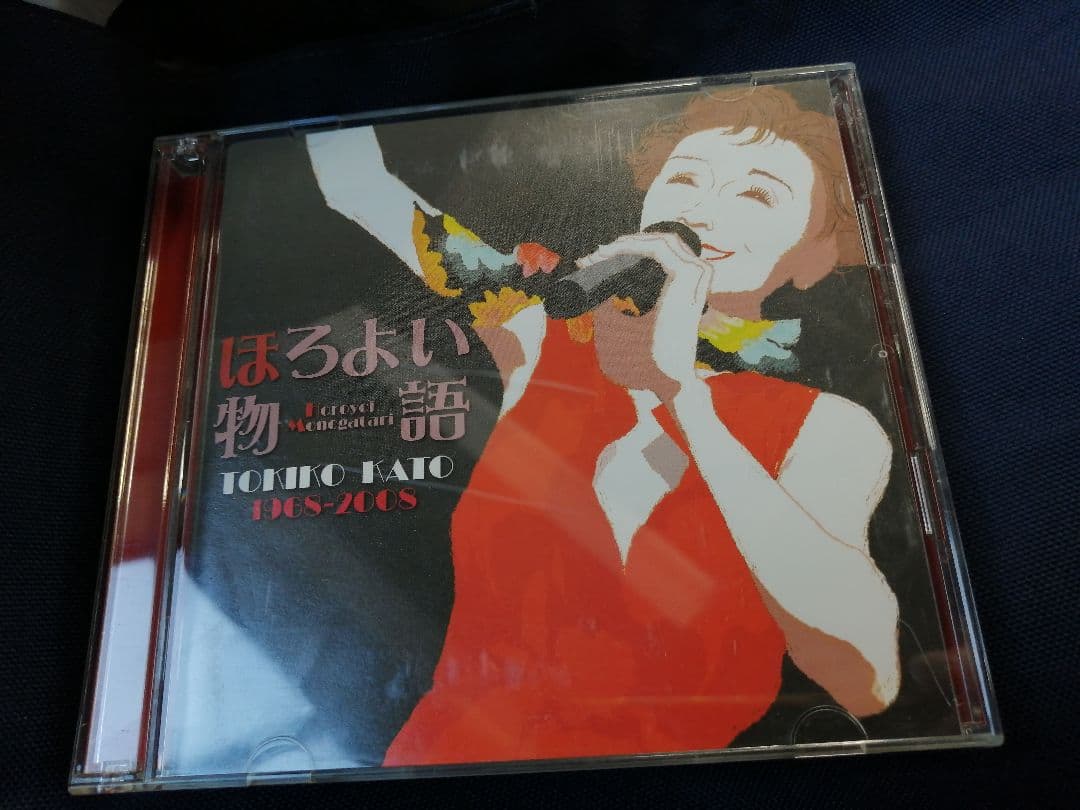 ほろよい
物語
Horoyoi
Monogatari
TOKIKO KATO
1968-2008